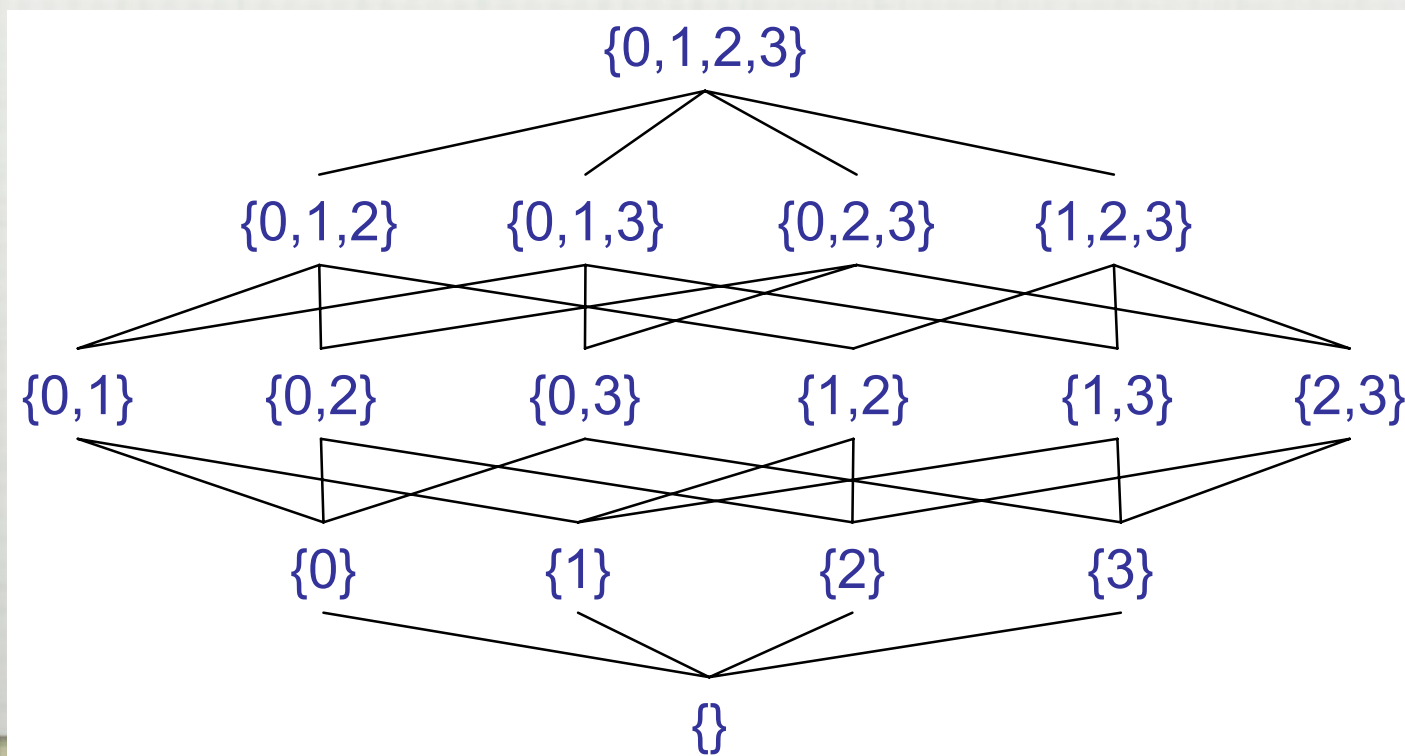 {0,1,2,3}
{0,1,2} {0,1,3} {0,2,3} {1,2,3}
{0,1} {0,2} {0,3} {1,2} {1,3} {2,3}
{0} {1} {2} {3}
{}